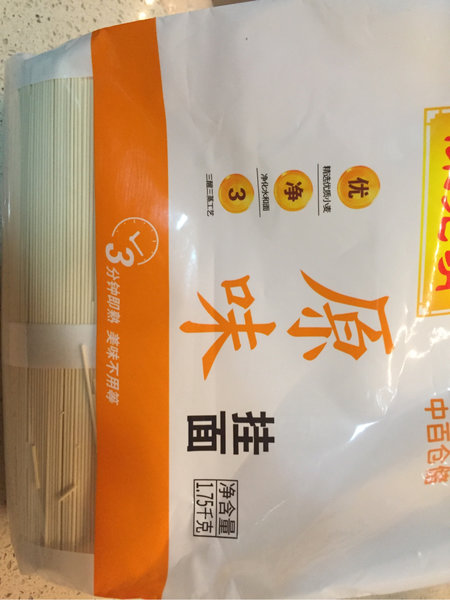 中百仓储
优
精选优质小麦
净
净化水和面
3
三醒三蒸工艺
原味
挂面
净含量
1.75千克
3分钟即熟 美味不用等